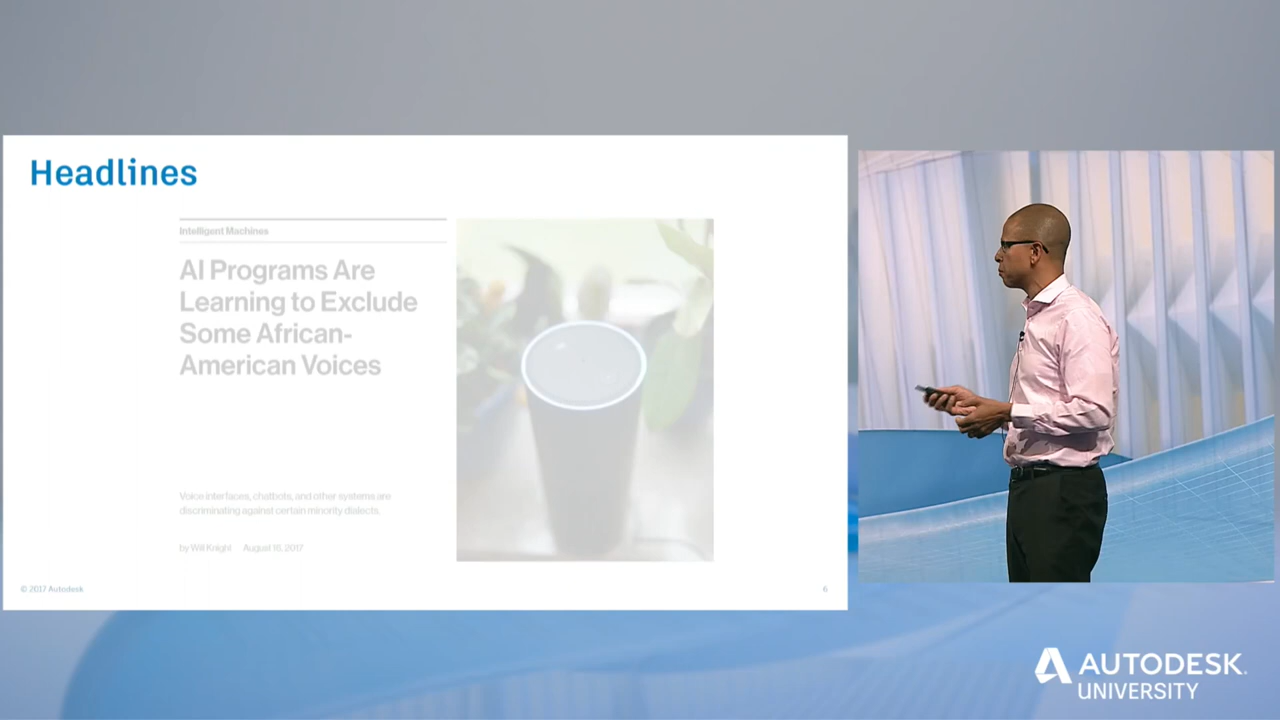 Headlines
Intelligent Machines
AI Programs Are
Learning to Exclude
Some African-
American Voices
Voice interfaces, chatbots, and other systems are
discriminating against certain minority dialects.
by Will Knight August 16, 2017
© 2017 Autodesk
6
AUTODESK.
UNIVERSITY